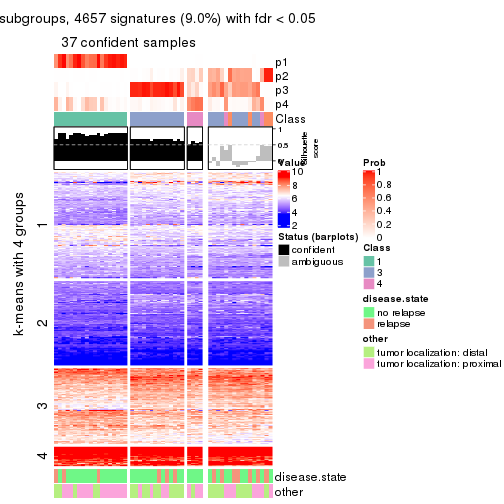 subgroups, 4657 signatures (9.0%) with fdr < 0.05
37 confident samples
p1
p2
p3
p4
Class
1
0.5
0
Silhouette
score
k-means with 4 groups
1
2
3
4
disease.state
other
Value
10
8
6
4
2
Status (barplots)
confident
ambiguous
Prob
1
0.8
0.6
0.4
0.2
0
Class
1
3
4
disease.state
no relapse
relapse
other
tumor localization: distal
tumor localization: proximal